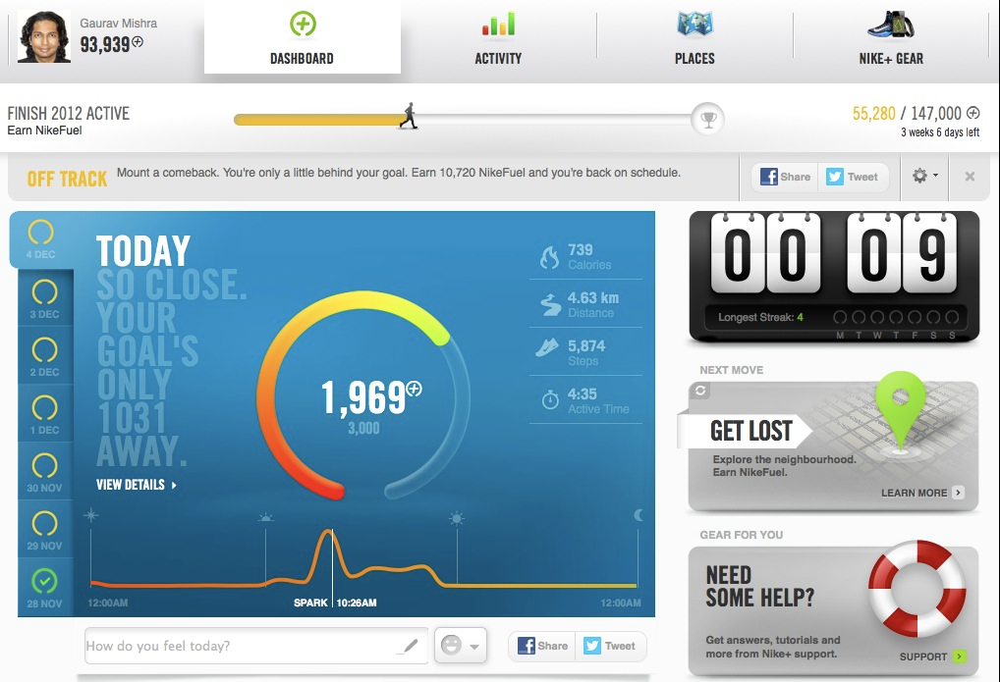 Gaurav Mishra
93,939
DASHBOARD
ACTIVITY
PLACES
NIKE+ GEAR
FINISH 2012 ACTIVE
Earn NikeFuel
55,280 / 147,000
3 weeks 6 days left
OFF TRACK
Mount a comeback. You're only a little behind your goal. Earn 10,720 NikeFuel and you're back on schedule.
Share
Tweet
4 DEC
3 DEC
2 DEC
1 DEC
30 NOV
29 NOV
28 NOV
TODAY
SO CLOSE.
YOUR
GOAL'S
ONLY
1031
AWAY.
VIEW DETAILS
1,969
3,000
739
Calories
4.63 km
Distance
5,874
Steps
4:35
Active Time
12:00AM
SPARK 10:26AM
12:00AM
How do you feel today?
Share
Tweet
0 0 0 9
Longest Streak: 4
M T W T F S S
NEXT MOVE
GET LOST
Explore the neighbourhood.
Earn NikeFuel.
LEARN MORE
GEAR FOR YOU
NEED
SOME HELP?
Get answers, tutorials and
more from Nike+ support.
SUPPORT